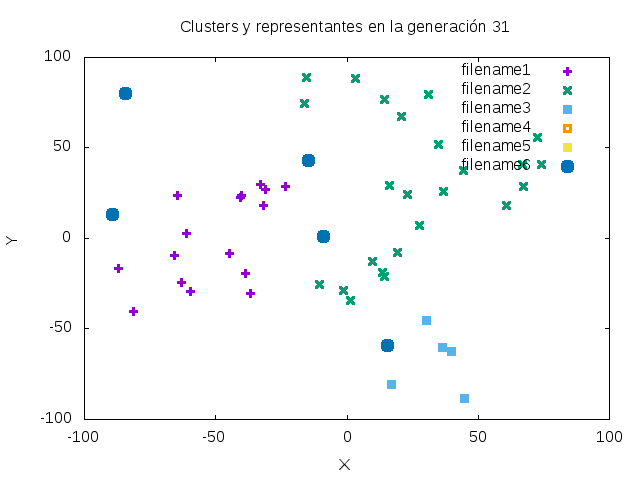 Clusters y representantes en la generación 31
100
50
0
-50
-100
-100
-50
0
50
100
Y
X
filename1
filename2
filename3
filename4
filename5
filename6